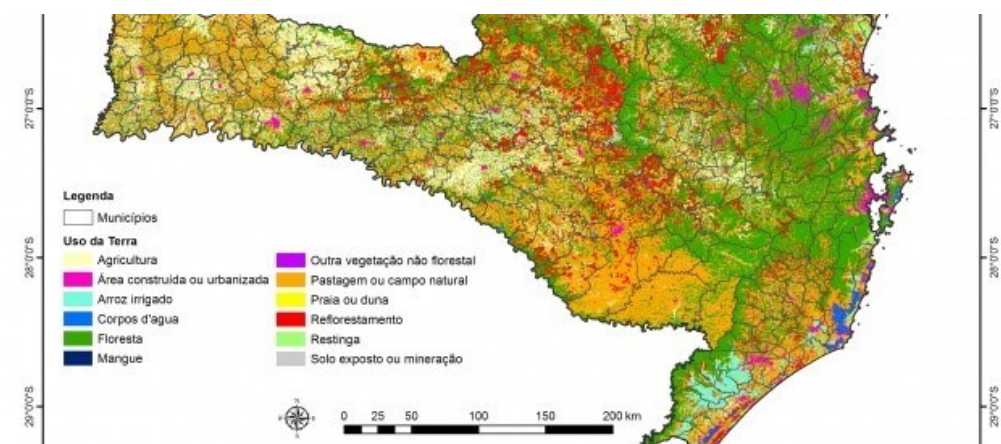 27°0'0"S
27°0'0"S
Legenda
Municípios
Uso da Terra
Agricultura
Área construída ou urbanizada
Arroz irrigado
Corpos d'agua
Floresta
Mangue
Outra vegetação não florestal
Pastagem ou campo natural
Praia ou duna
Reflorestamento
Restinga
Solo exposto ou mineração
28°0'0"S
28°0'0"S
0 25 50 100 150 200 km
29°0'0"S
29°0'0"S